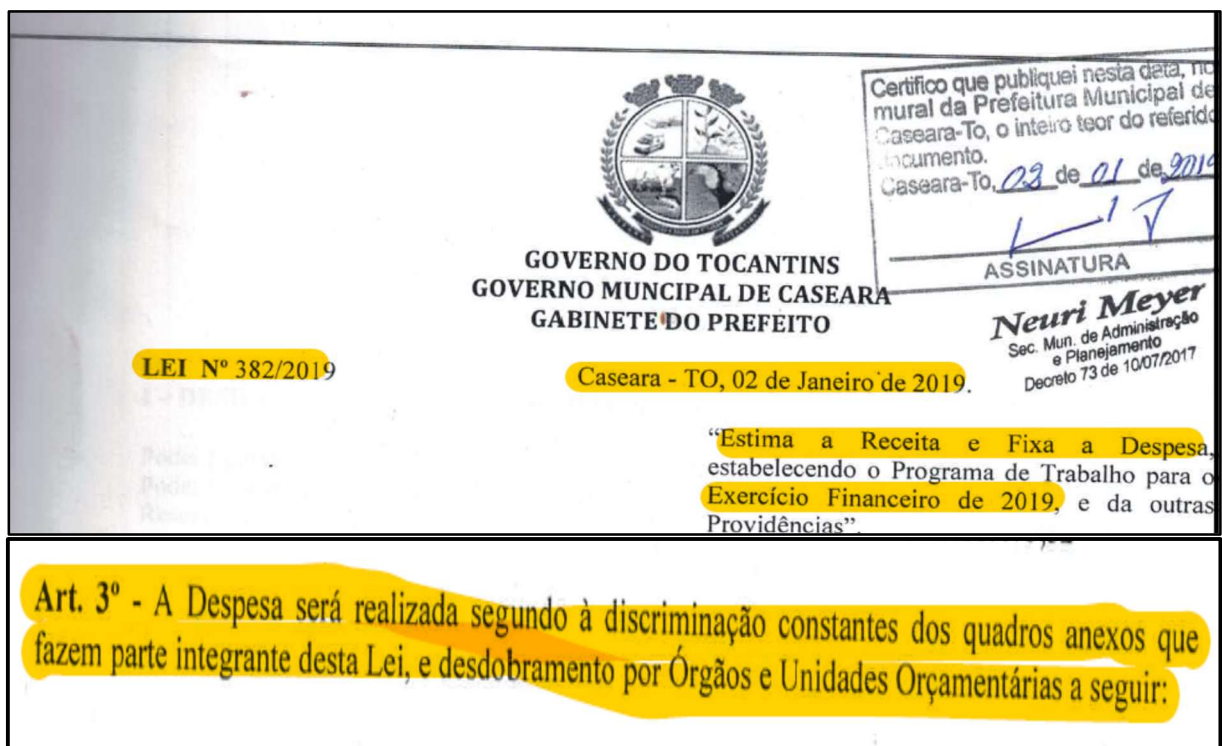 Certifico que publiquei nesta data, no
mural da Prefeitura Municipal de
Caseara-To, o inteiro teor do referido
documento.
Caseara-To, 03 de 01 de 2019
ASSINATURA
Neuri Meyer
Sec. Mun. de Administração
e Planejamento
Decreto 73 de 10/07/2017
GOVERNO DO TOCANTINS
GOVERNO MUNCIPAL DE CASEARA
GABINETE DO PREFEITO
LEI Nº 382/2019
Caseara - TO, 02 de Janeiro de 2019.
“Estima a Receita e Fixa a Despesa,
estabelecendo o Programa de Trabalho para o
Exercício Financeiro de 2019, e da outras
Providências”.
Art. 3º - A Despesa será realizada segundo à discriminação constantes dos quadros anexos que
fazem parte integrante desta Lei, e desdobramento por Órgãos e Unidades Orçamentárias a seguir: